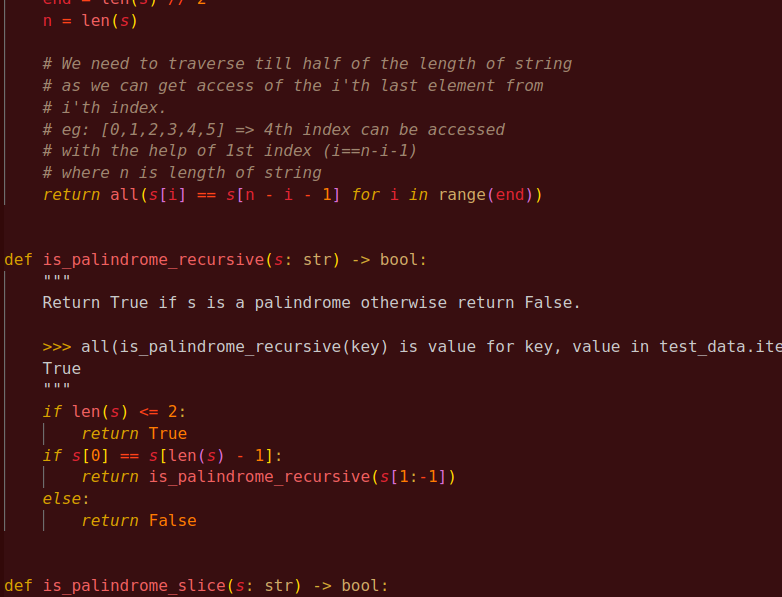 end = len(s) // 2
n = len(s)
# We need to traverse till half of the length of string
# as we can get access of the i'th last element from
# i'th index.
# eg: [0,1,2,3,4,5] => 4th index can be accessed
# with the help of 1st index (i==n-i-1)
# where n is length of string
return all(s[i] == s[n - i - 1] for i in range(end))
def is_palindrome_recursive(s: str) -> bool:
"""
Return True if s is a palindrome otherwise return False.
>>> all(is_palindrome_recursive(key) is value for key, value in test_data.ite
True
"""
if len(s) <= 2:
return True
if s[0] == s[len(s) - 1]:
return is_palindrome_recursive(s[1:-1])
else:
return False
def is_palindrome_slice(s: str) -> bool: